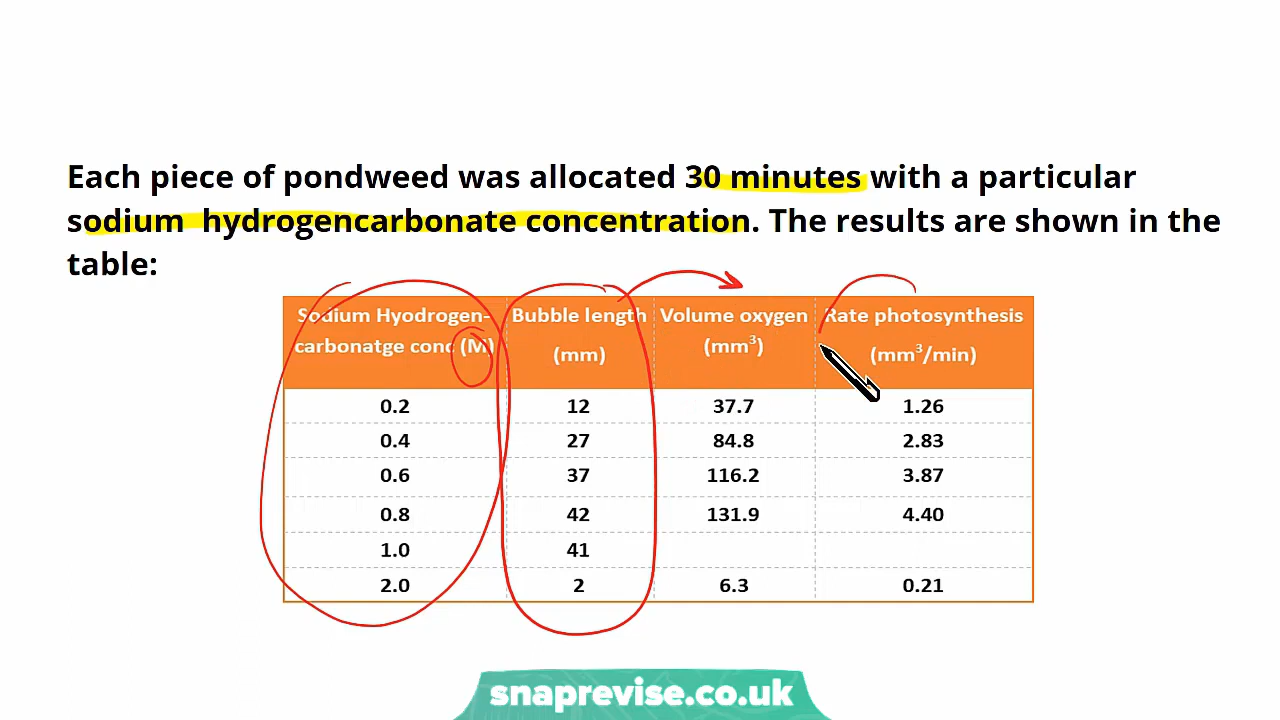 Each piece of pondweed was allocated 30 minutes with a particular
sodium hydrogencarbonate concentration. The results are shown in the
table:
Sodium Hyodrogen- Bubble length Volume oxygen Rate photosynthesis
carbonatge conc (M) (mm) (mm³) (mm³/min)
0.2 12 37.7 1.26
0.4 27 84.8 2.83
0.6 37 116.2 3.87
0.8 42 131.9 4.40
1.0 41
2.0 2 6.3 0.21
snaprevise.co.uk